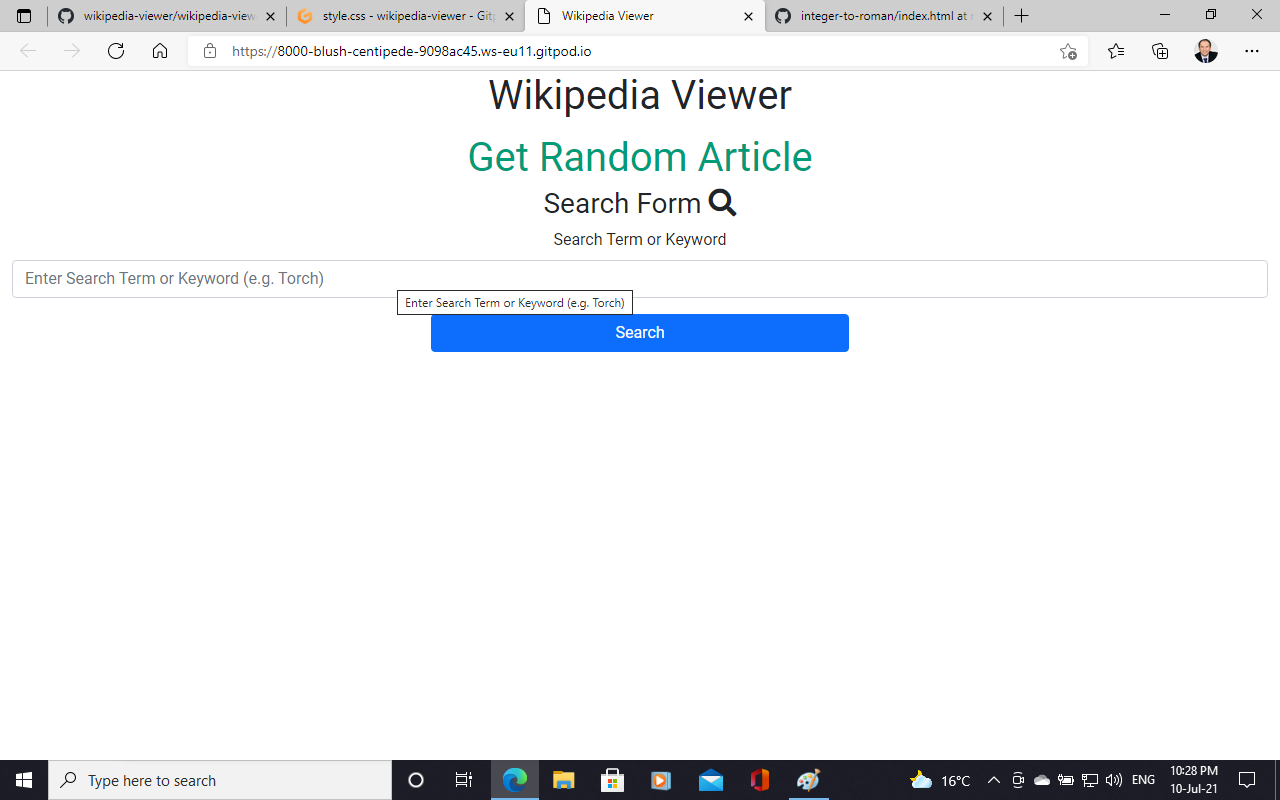 wikipedia-viewer/wikipedia-view
style.css - wikipedia-viewer - Git
Wikipedia Viewer
integer-to-roman/index.html at
https://8000-blush-centipede-9098ac45.ws-eu11.gitpod.io
Wikipedia Viewer
Get Random Article
Search Form
Search Term or Keyword
Enter Search Term or Keyword (e.g. Torch)
Enter Search Term or Keyword (e.g. Torch)
Search
Type here to search
16°C
ENG
10:28 PM
10-Jul-21